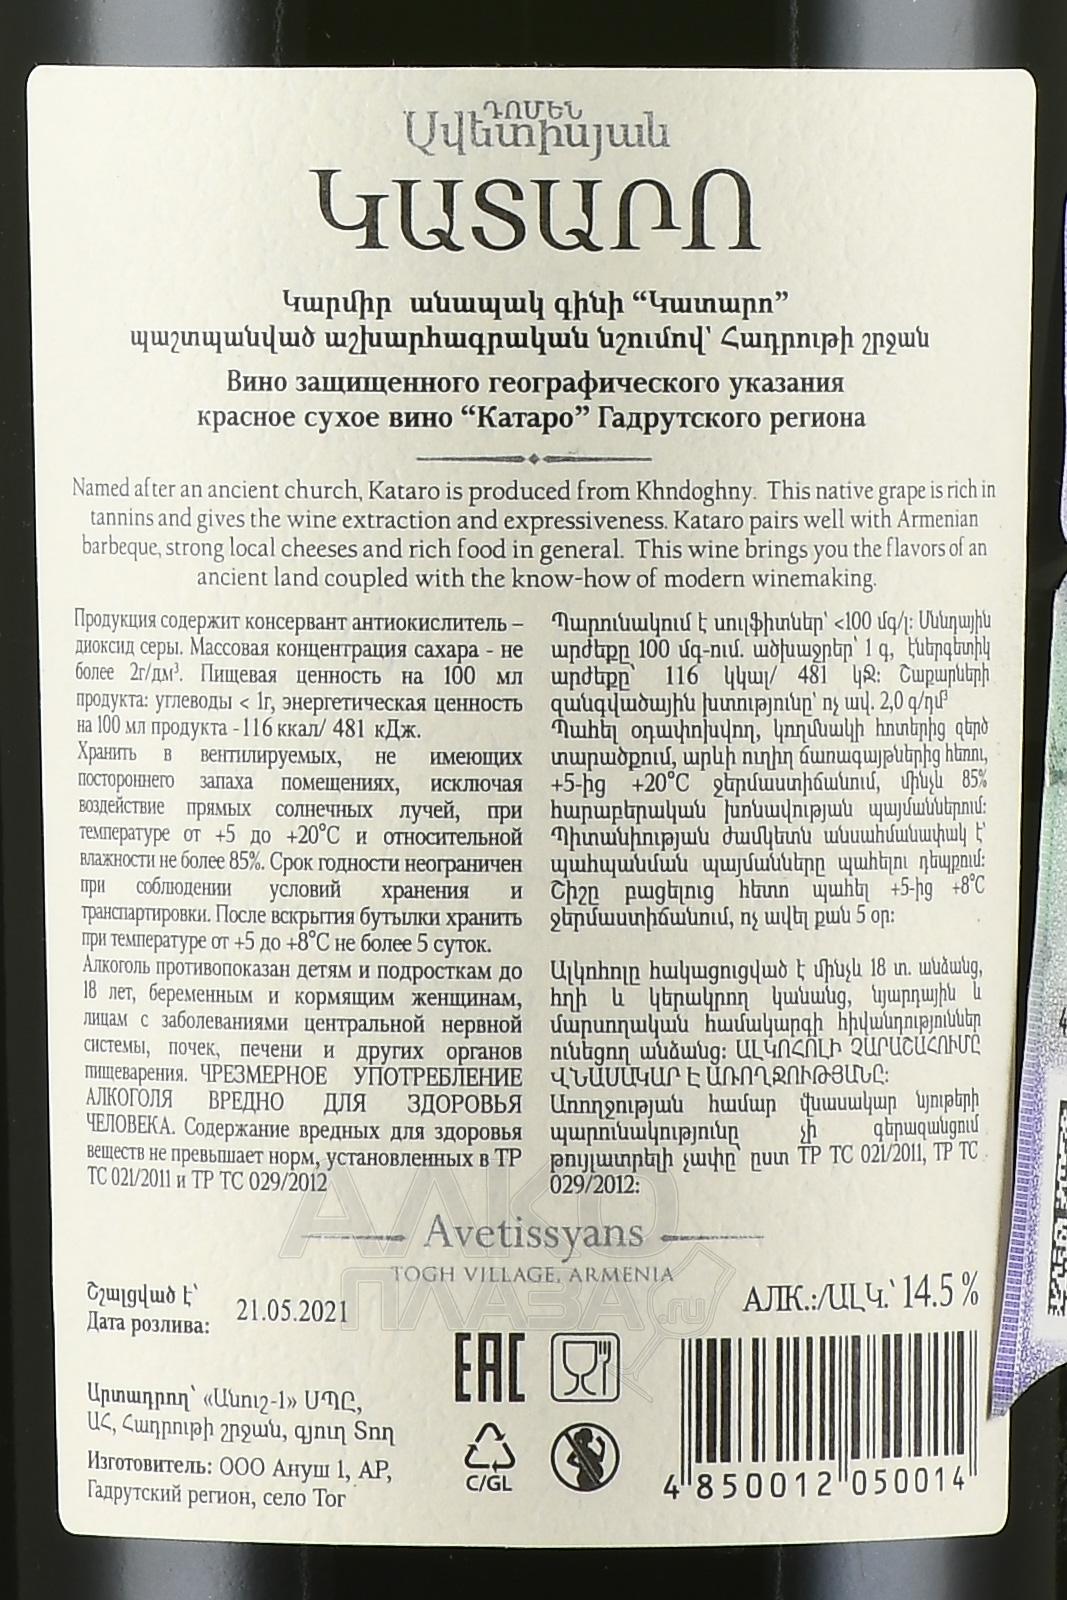 ԴՈՄԵՆ
Ավետիսյան
ԿԱՏԱՐՈ
Կարմիր անապակ գինի “Կատարո”
պաշտպանված աշխարհագրական նշումով՝ Հադրութի շրջան
Вино защищенного географического указания
красное сухое вино “Катаро” Гадрутского региона
Named after an ancient church, Kataro is produced from Khndoghny. This native grape is rich in
tannins and gives the wine extraction and expressiveness. Kataro pairs well with Armenian
barbeque, strong local cheeses and rich food in general. This wine brings you the flavors of an
ancient land coupled with the know-how of modern winemaking.
Продукция содержит консервант антиокислитель –
диоксид серы. Массовая концентрация сахара - не
более 2г/дм³. Пищевая ценность на 100 мл
продукта: углеводы < 1г, энергетическая ценность
на 100 мл продукта -116 ккал/ 481 кДж.
Хранить в вентилируемых, не имеющих
постороннего запаха помещениях, исключая
воздействие прямых солнечных лучей, при
температуре от +5 до +20°C и относительной
влажности не более 85%. Срок годности неограничен
при соблюдении условий хранения и
транспартировки. После вскрытия бутылки хранить
при температуре от +5 до +8°C не более 5 суток.
Алкоголь противопоказан детям и подросткам до
18 лет, беременным и кормящим женщинам,
лицам с заболеваниями центральной нервной
системы, почек, печени и других органов
пищеварения. ЧРЕЗМЕРНОЕ УПОТРЕБЛЕНИЕ
АЛКОГОЛЯ ВРЕДНО ДЛЯ ЗДОРОВЬЯ
ЧЕЛОВЕКА. Содержание вредных для здоровья
веществ не превышает норм, установленных в ТР
ТС 021/2011 и ТР ТС 029/2012
Պարունակում է սուլֆիտներ՝ <100 մգ/լ: Սննդային
արժեքը 100 մգ-ում. ածխաջրեր՝ 1 գ, էներգետիկ
արժեքը՝ 116 կկալ/ 481 կՋ: Շաքարների
զանգվածային խտությունը՝ ոչ ավ. 2,0 գ/դմ³
Պահել օդափոխվող, կողմնակի հոտերից զերծ
տարածքում, արևի ուղիղ ճառագայթներից հեռու,
+5-ից +20°C ջերմաստիճանում, մինչև 85%
հարաբերական խոնավության պայմաններում:
Պիտանիության ժամկետն անսահմանափակ է՝
պահպանման պայմանները պահելու դեպքում:
Շիշը բացելուց հետո պահել +5-ից +8°C
ջերմաստիճանում, ոչ ավել քան 5 օր:
Ալկոհոլը հակացուցված է մինչև 18 տ. անձանց,
հղի և կերակրող կանանց, նյարդային և
մարսողական համակարգի հիվանդություններ
ունեցող անձանց: ԱԼԿՈՀՈԼԻ ՉԱՐԱՇԱՀՈՒՄԸ
ՎՆԱՍԱԿԱՐ Է ԱՌՈՂՋՈՒԹՅԱՆԸ:
Առողջության համար վնասակար նյութերի
պարունակությունը չի գերազանցում
թույլատրելի չափը՝ ըստ ТР ТС 021/2011, ТР ТС
029/2012:
Avetissyans
TOGH VILLAGE, ARMENIA
АЛКО
ПЛАЗА .ru
Շշալցված է՝
Дата розлива: 21.05.2021
АЛК.:/ԱԼԿ.՝ 14.5 %
EAC
Արտադրող՝ «Անուշ-1» ՍՊԸ,
ԱՀ, Հադրութի շրջան, գյուղ Տող
Изготовитель: ООО Ануш 1, АР,
Гадрутский регион, село Тог
C/GL
4 850012 050014